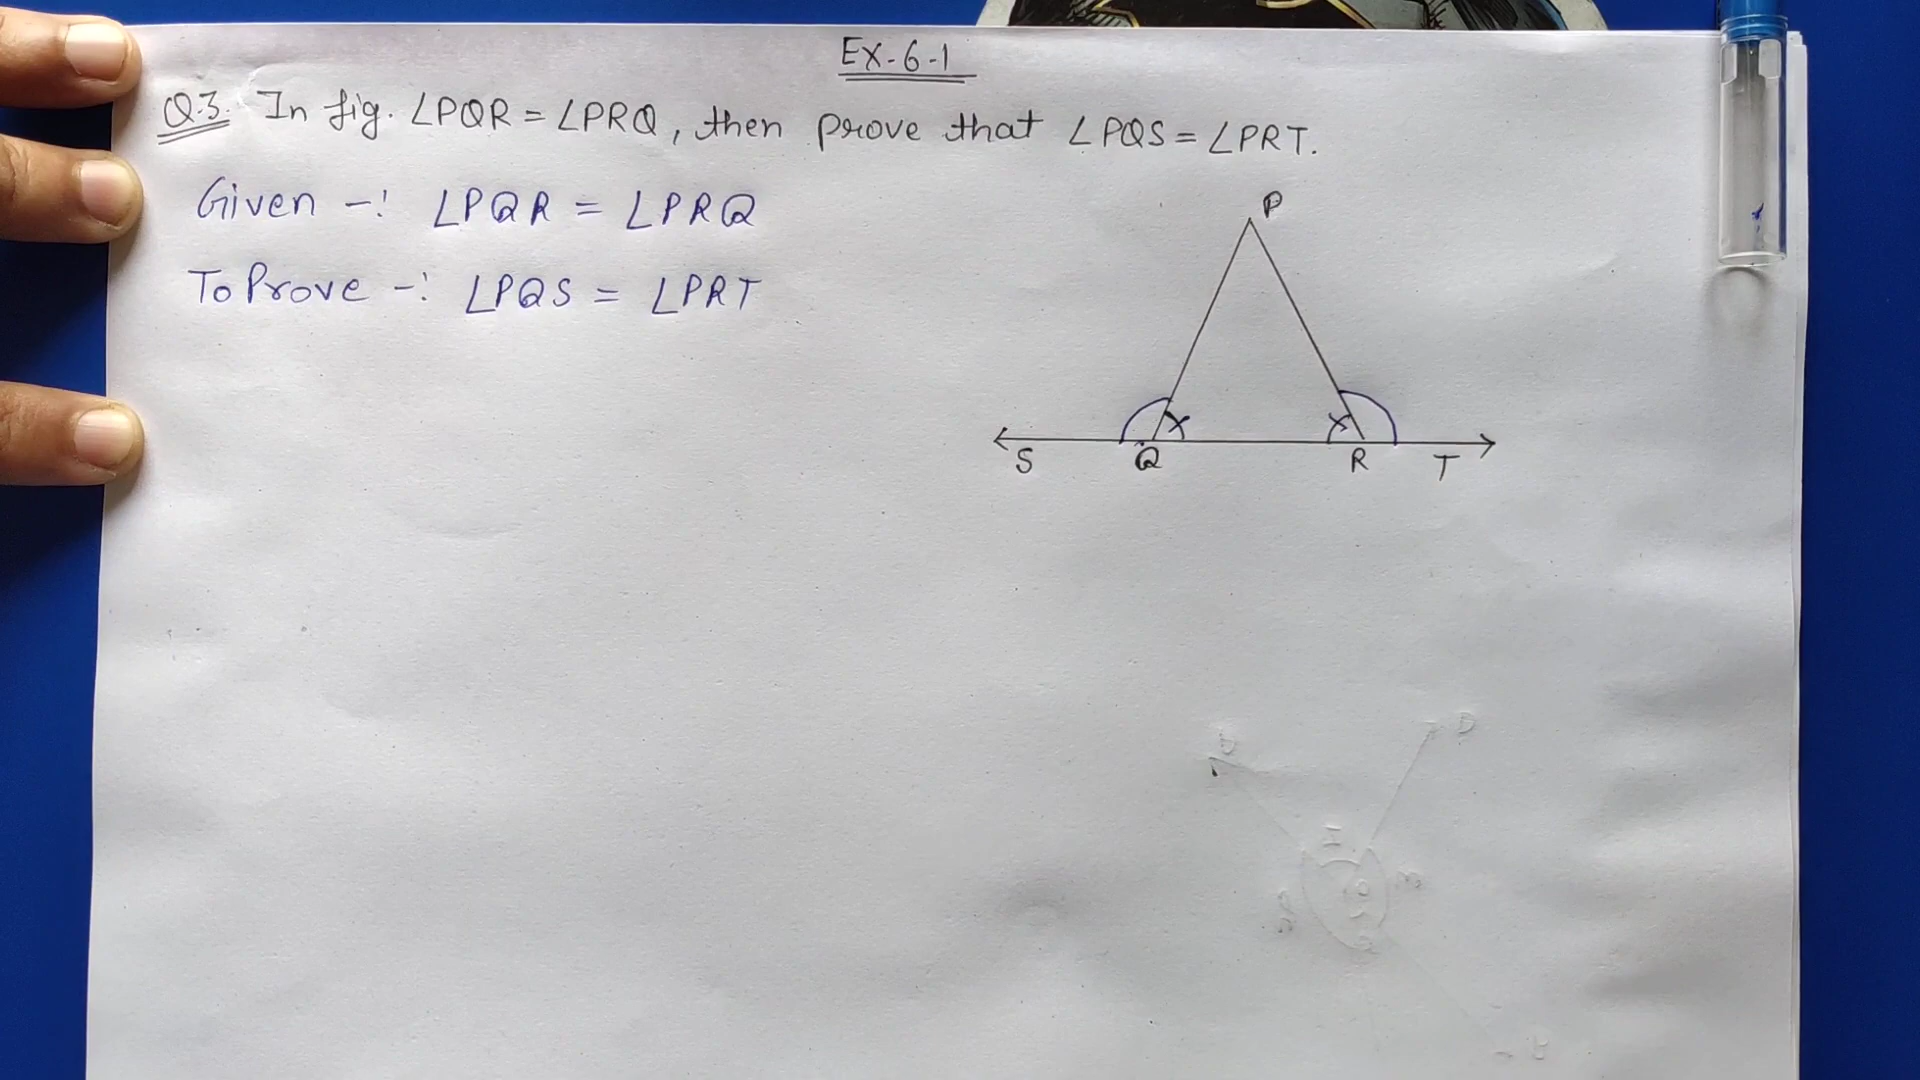 EX-6-1
Q.3. In fig. ∠PQR = ∠PRQ, then prove that ∠PQS = ∠PRT.
Given -: ∠PQR = ∠PRQ
To Prove -: ∠PQS = ∠PRT
P
X X
S Q R T